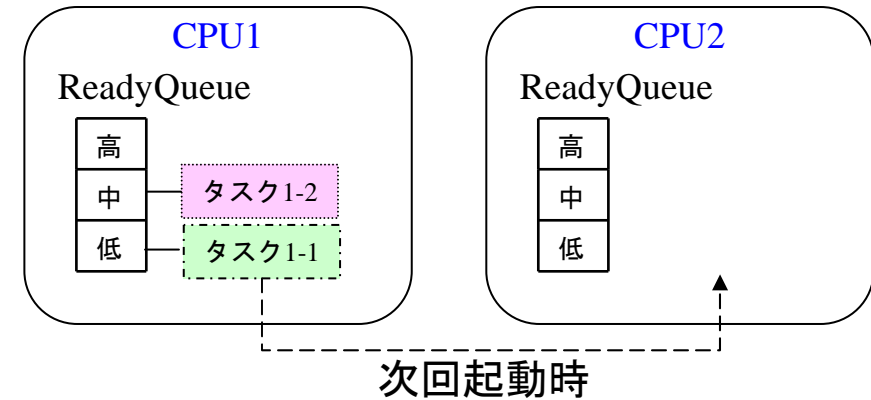 CPU1
ReadyQueue
高
中
低
タスク1-2
タスク1-1
CPU2
ReadyQueue
高
中
低
次回起動時